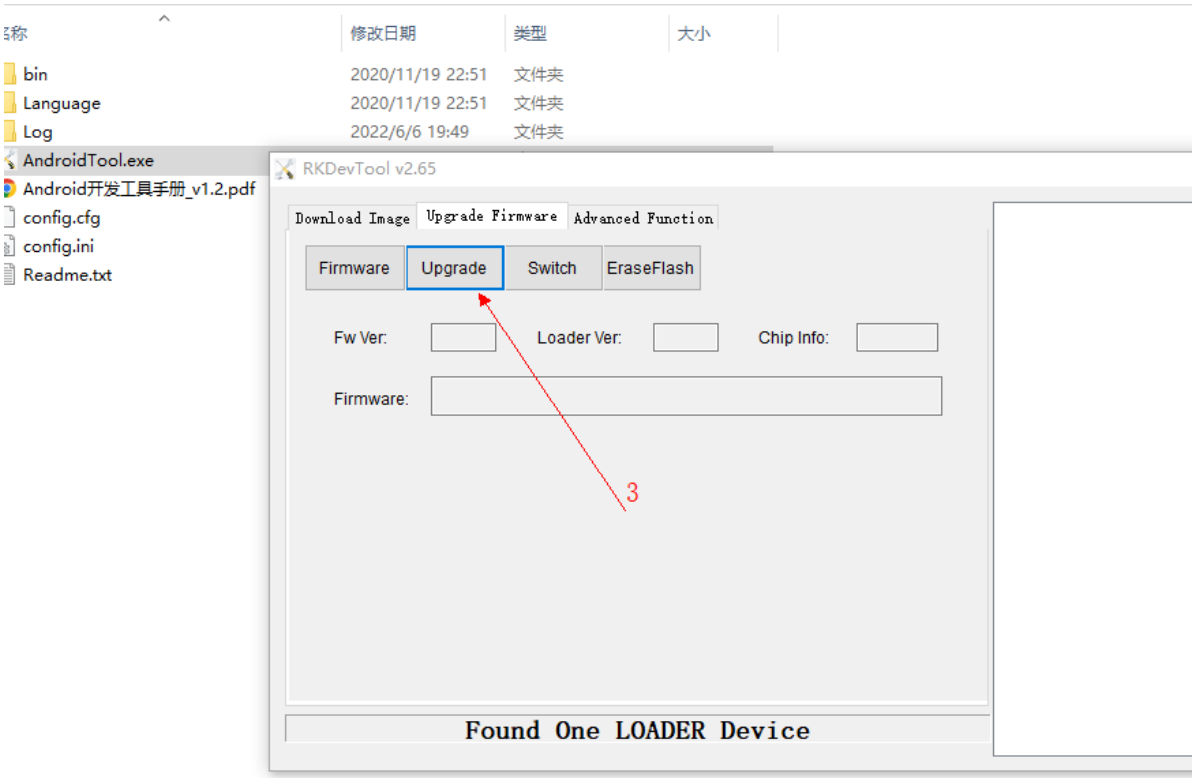 名称 修改日期 类型 大小
bin 2020/11/19 22:51 文件夹
Language 2020/11/19 22:51 文件夹
Log 2022/6/6 19:49 文件夹
AndroidTool.exe
Android开发工具手册_v1.2.pdf
config.cfg
config.ini
Readme.txt
RKDevTool v2.65
Download Image Upgrade Firmware Advanced Function
Firmware Upgrade Switch EraseFlash
Fw Ver: Loader Ver: Chip Info:
Firmware:
3
Found One LOADER Device